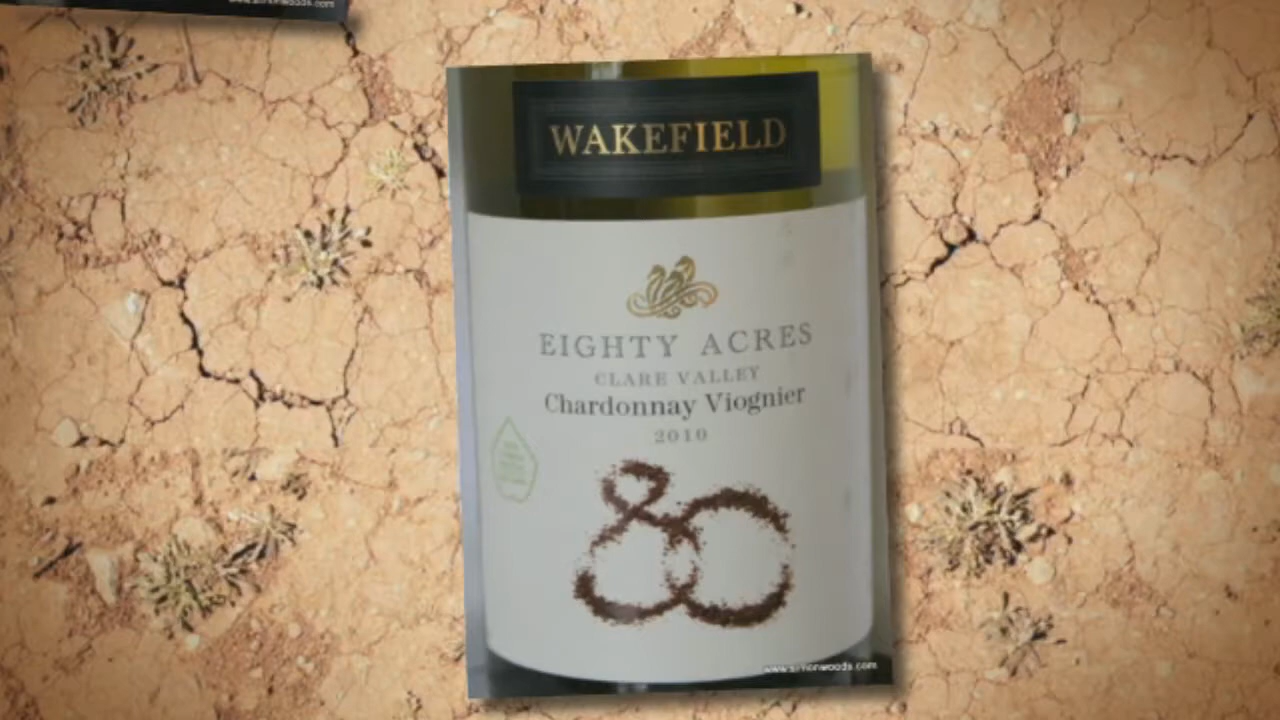 WAKEFIELD
EIGHTY ACRES
CLARE VALLEY
Chardonnay Viognier
2010
80
www.simonwoods.com